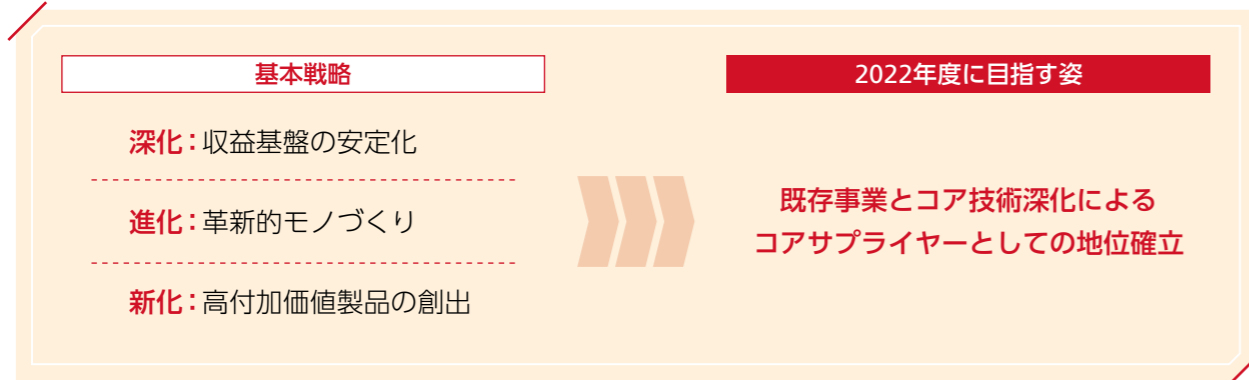 基本戦略
深化：収益基盤の安定化
進化：革新的モノづくり
新化：高付加価値製品の創出
2022年度に目指す姿
既存事業とコア技術深化による
コアサプライヤーとしての地位確立